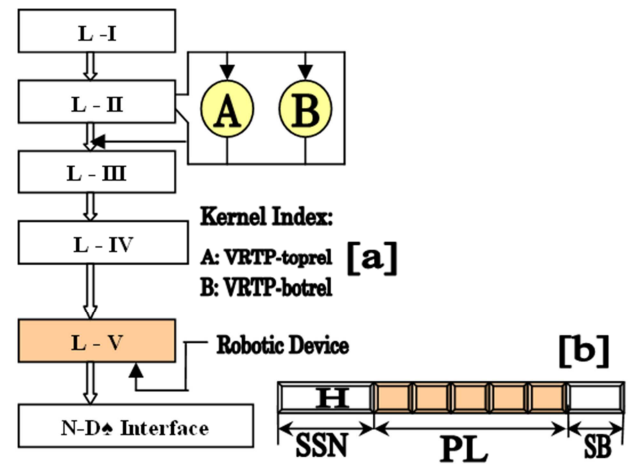 L -I
L - II
A
B
L - III
L - IV
Kernel Index:
A: VRTP-toprel
B: VRTP-botrel
[a]
L - V
Robotic Device
N-D♠ Interface
[b]
H
SSN
PL
SB